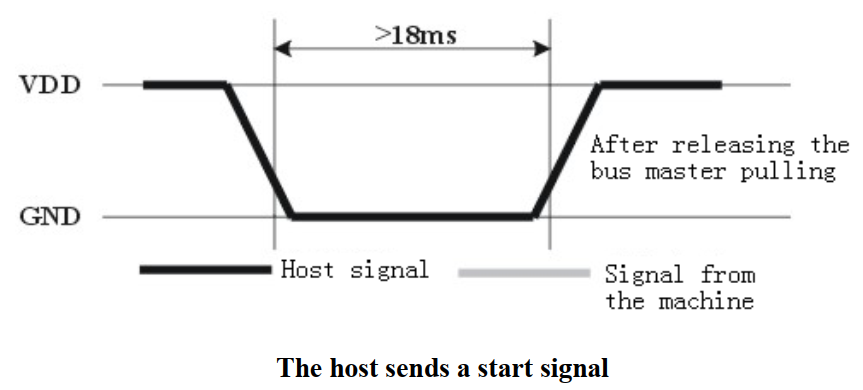 >18ms
VDD
After releasing the
bus master pulling
GND
Host signal
Signal from
the machine
The host sends a start signal